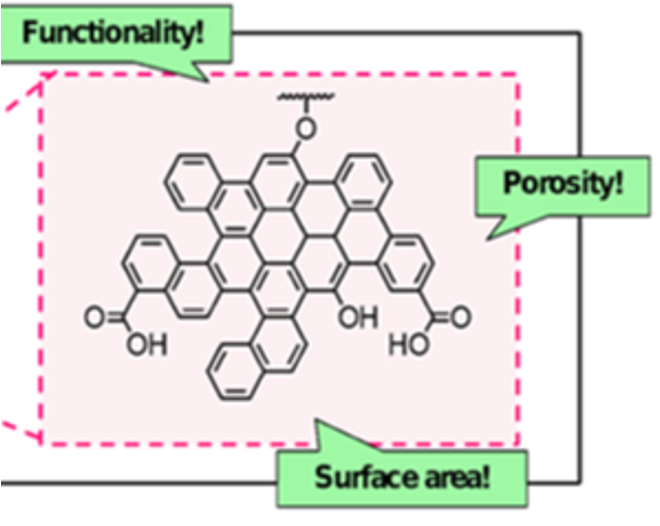 Functionality!
O
Porosity!
O
OH
OH
HO
O
Surface area!